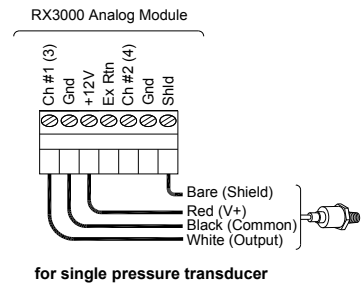 RX3000 Analog Module
Ch #1 (3)
Gnd
+12V
Ex Rtn
Ch #2 (4)
Gnd
Shld
Bare (Shield)
Red (V+)
Black (Common)
White (Output)
for single pressure transducer